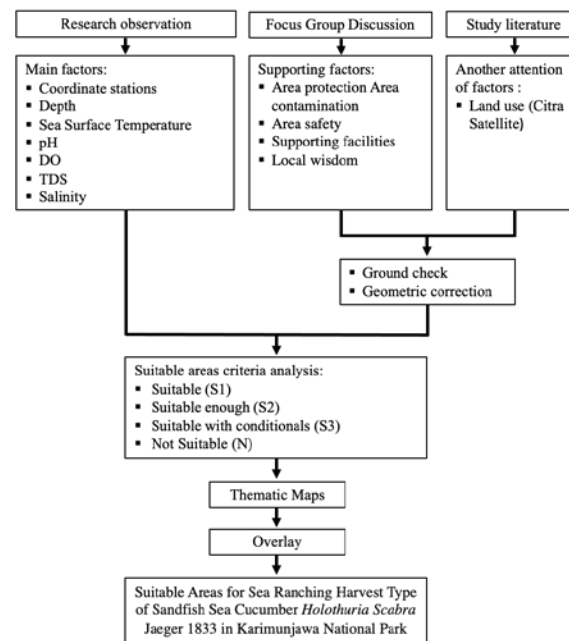 Research observation
Focus Group Discussion
Study literature
Main factors:
▪ Coordinate stations
▪ Depth
▪ Sea Surface Temperature
▪ pH
▪ DO
▪ TDS
▪ Salinity
Supporting factors:
▪ Area protection Area
contamination
▪ Area safety
▪ Supporting facilities
▪ Local wisdom
Another attention
of factors :
▪ Land use (Citra
Satellite)
▪ Ground check
▪ Geometric correction
Suitable areas criteria analysis:
▪ Suitable (S1)
▪ Suitable enough (S2)
▪ Suitable with conditionals (S3)
▪ Not Suitable (N)
Thematic Maps
Overlay
Suitable Areas for Sea Ranching Harvest Type
of Sandfish Sea Cucumber Holothuria Scabra
Jaeger 1833 in Karimunjawa National Park